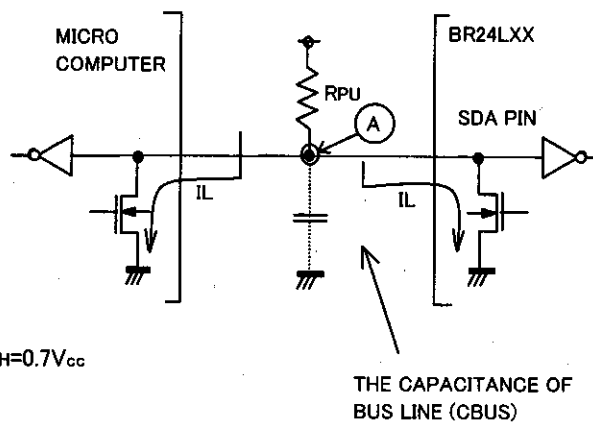 MICRO
COMPUTER
BR24LXX
RPU
A
SDA PIN
IL
IL
H=0.7Vcc
THE CAPACITANCE OF
BUS LINE (CBUS)